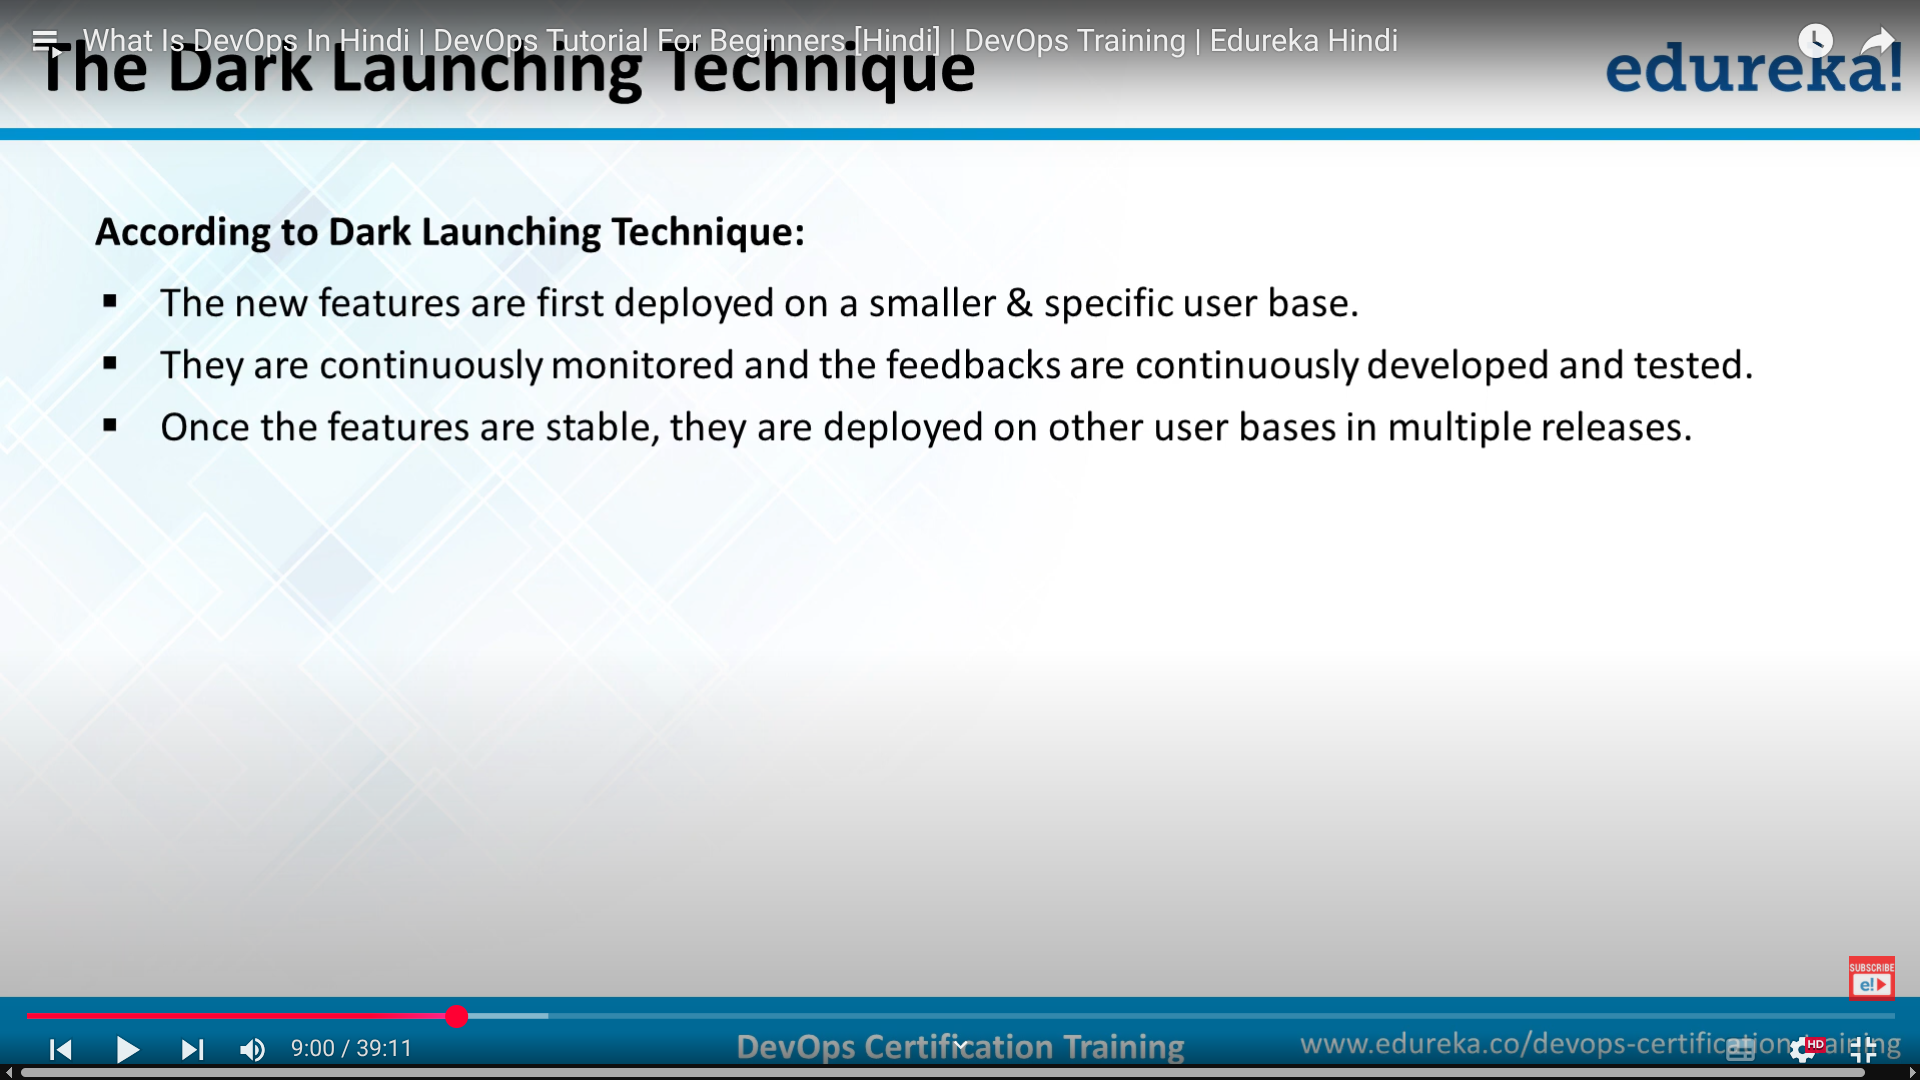 What Is DevOps In Hindi | DevOps Tutorial For Beginners [Hindi] | DevOps Training | Edureka Hindi
The Dark Launching Technique
edureka!
According to Dark Launching Technique:
▪ The new features are first deployed on a smaller & specific user base.
▪ They are continuously monitored and the feedbacks are continuously developed and tested.
▪ Once the features are stable, they are deployed on other user bases in multiple releases.
SUBSCRIBE
e!
9:00 / 39:11
DevOps Certification Training
www.edureka.co/devops-certification-training
HD